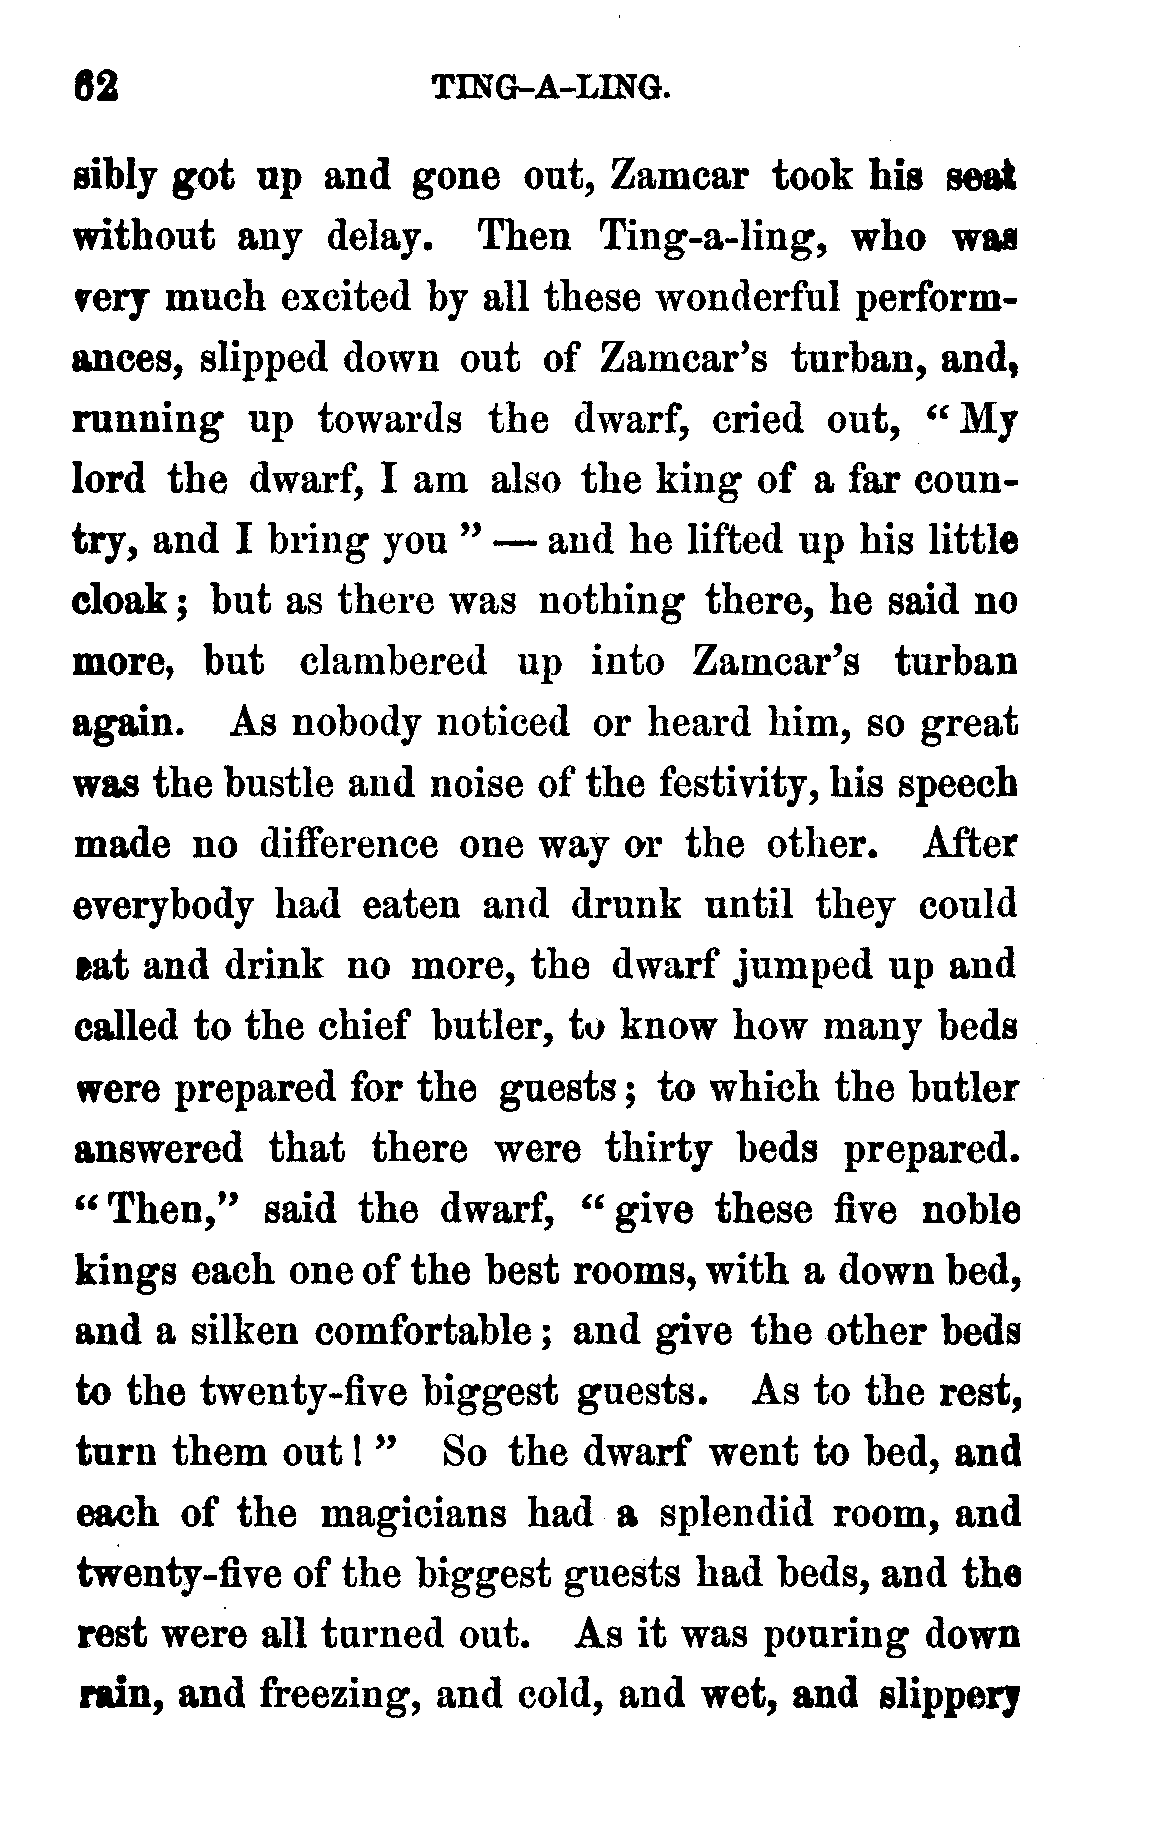 62 TING-A-LING.
sibly got up and gone out, Zamcar took his seat
without any delay. Then Ting-a-ling, who was
very much excited by all these wonderful perform-
ances, slipped down out of Zamcar's turban, and,
running up towards the dwarf, cried out, "My
lord the dwarf, I am also the king of a far coun-
try, and I bring you" — and he lifted up his little
cloak; but as there was nothing there, he said no
more, but clambered up into Zamcar's turban
again. As nobody noticed or heard him, so great
was the bustle and noise of the festivity, his speech
made no difference one way or the other. After
everybody had eaten and drunk until they could
eat and drink no more, the dwarf jumped up and
called to the chief butler, to know how many beds
were prepared for the guests; to which the butler
answered that there were thirty beds prepared.
"Then," said the dwarf, "give these five noble
kings each one of the best rooms, with a down bed,
and a silken comfortable; and give the other beds
to the twenty-five biggest guests. As to the rest,
turn them out!" So the dwarf went to bed, and
each of the magicians had a splendid room, and
twenty-five of the biggest guests had beds, and the
rest were all turned out. As it was pouring down
rain, and freezing, and cold, and wet, and slippery